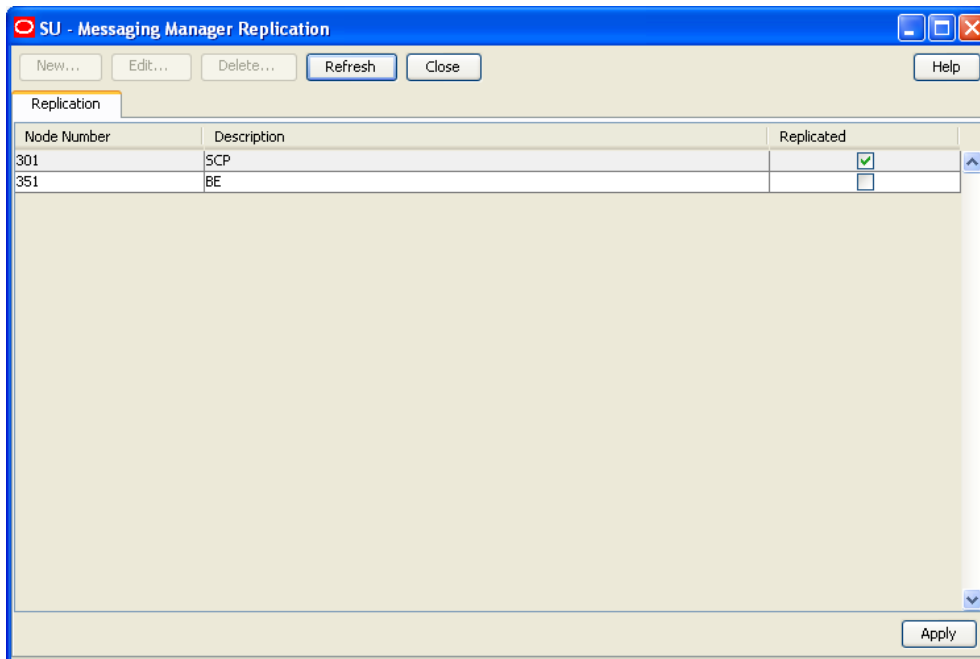 SU - Messaging Manager Replication
New... Edit... Delete... Refresh Close Help
Replication
Node Number Description Replicated
301 SCP
351 BE
Apply